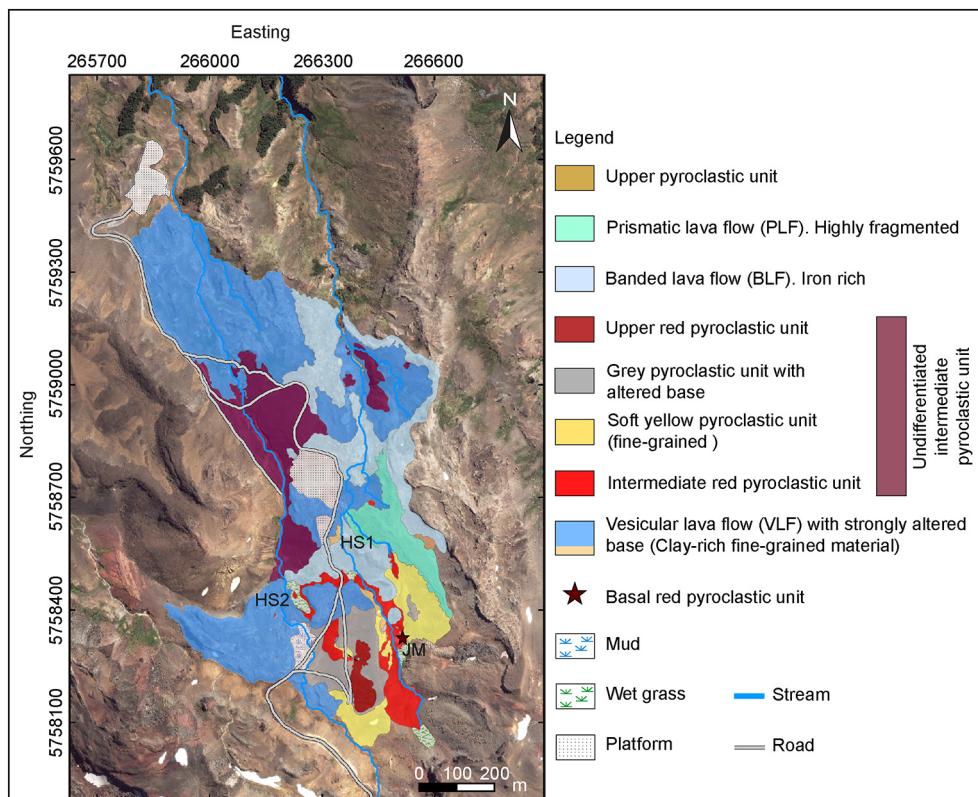 Easting
265700 266000 266300 266600
Northing
5759600
5759300
5759000
5758700
5758400
5758100
N
HS1
HS2
JM
0 100 200
m
Legend
Upper pyroclastic unit
Prismatic lava flow (PLF). Highly fragmented
Banded lava flow (BLF). Iron rich
Upper red pyroclastic unit
Grey pyroclastic unit with
altered base
Soft yellow pyroclastic unit
(fine-grained )
Intermediate red pyroclastic unit
Undifferentiated
intermediate
pyroclastic unit
Vesicular lava flow (VLF) with strongly altered
base (Clay-rich fine-grained material)
Basal red pyroclastic unit
Mud
Wet grass
Stream
Platform
Road